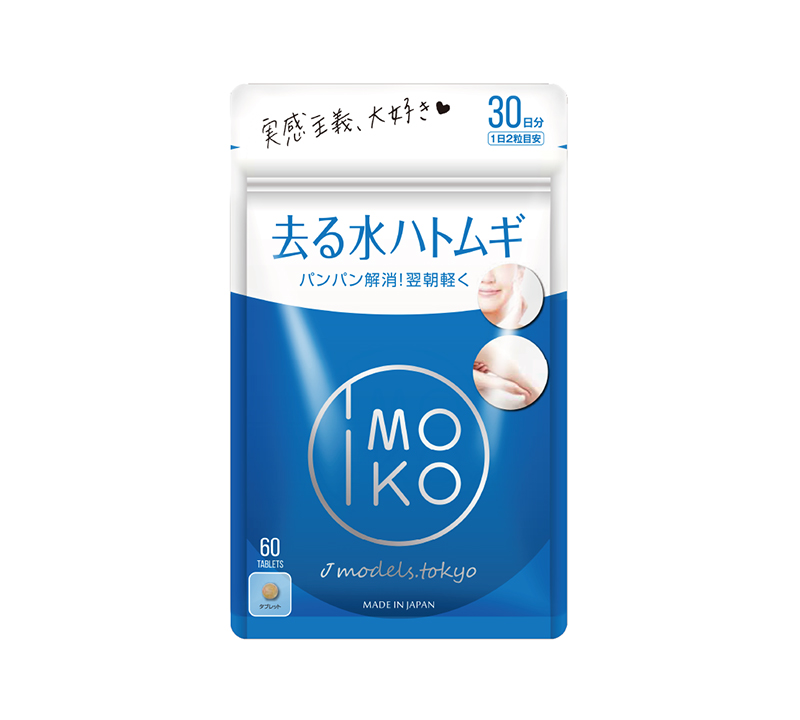 実感主義、大好き♥
30日分
1日2粒目安
去る水ハトムギ
パンパン解消!翌朝軽く
IMO
KO
60
TABLETS
タブレット
J models.tokyo
MADE IN JAPAN